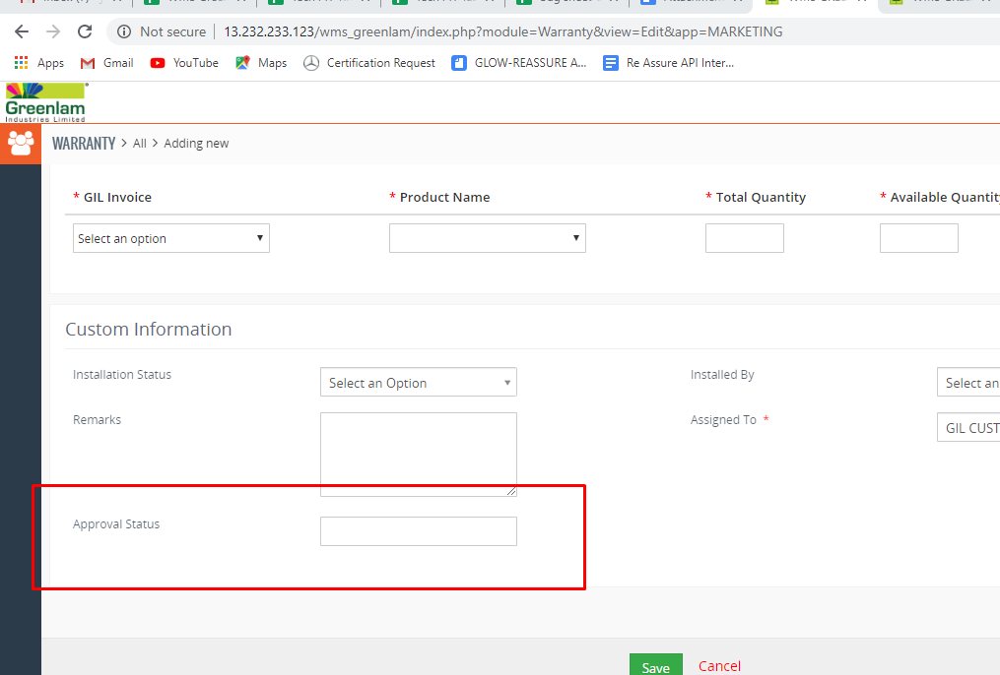 Not secure 13.232.233.123/wms_greenlam/index.php?module=Warranty&view=Edit&app=MARKETING
Apps Gmail YouTube Maps Certification Request GLOW-REASSURE A... Re Assure API Inter...
Greenlam
Industries Limited
WARRANTY > All > Adding new
* GIL Invoice * Product Name * Total Quantity * Available Quantity
Select an option
Custom Information
Installation Status Select an Option Installed By Select an
Remarks Assigned To * GIL CUST
Approval Status
Save Cancel